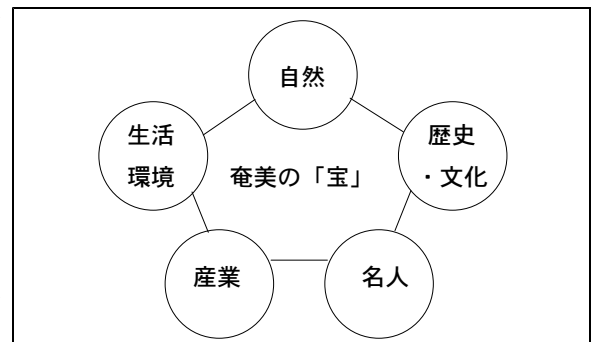 自然
生活
環境
歴史
・文化
奄美の「宝」
産業
名人